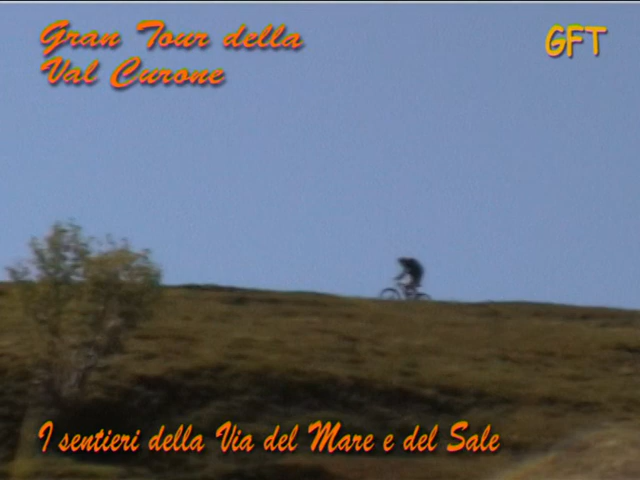 Gran Tour della
Val Curone
GFT
I sentieri della Via del Mare e del Sale